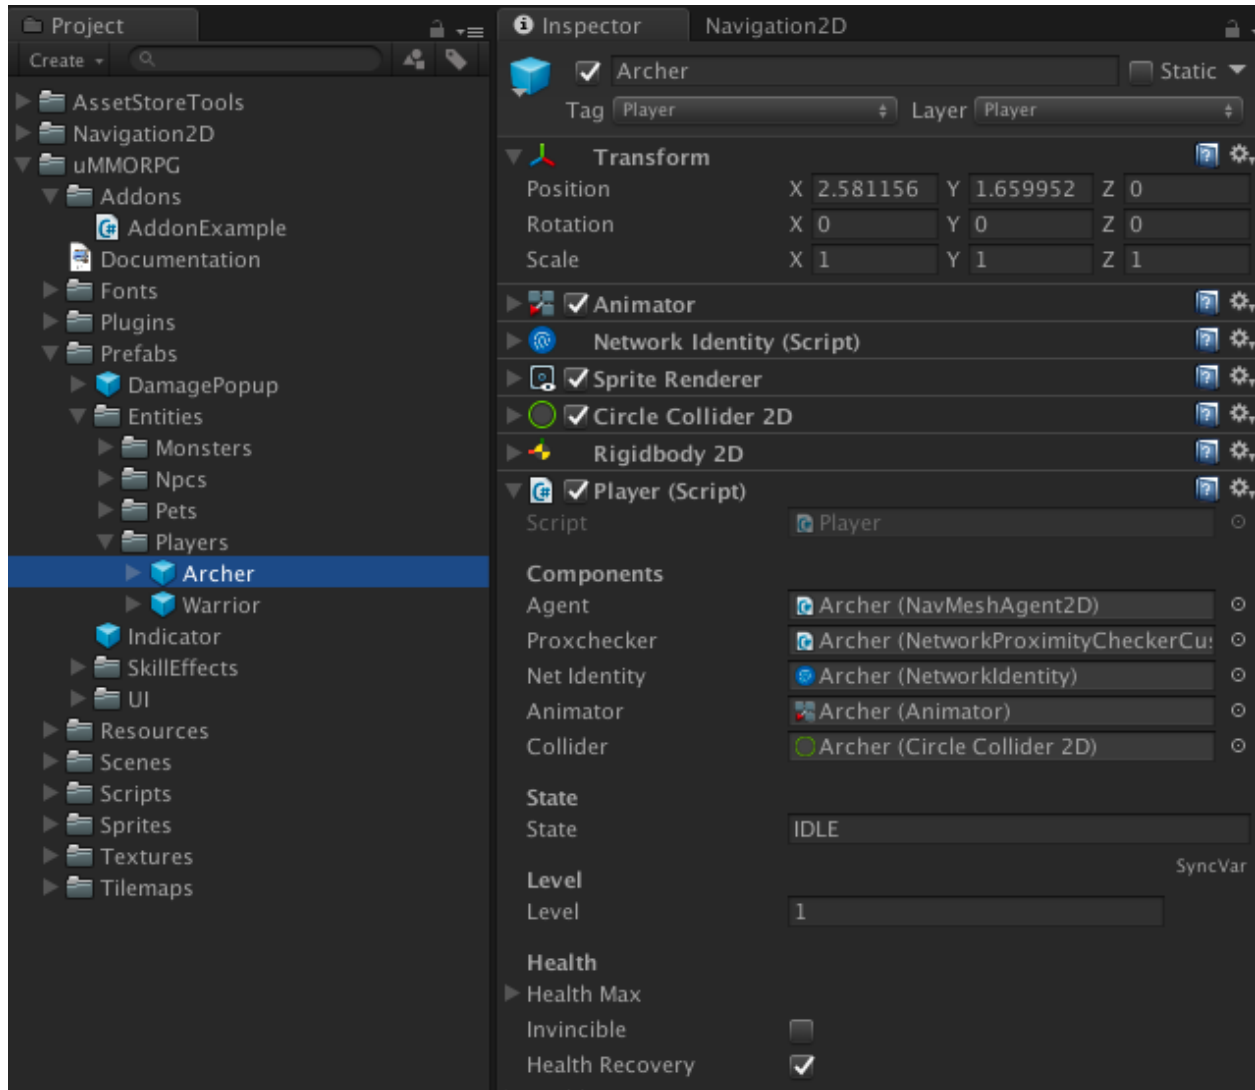 Project
Create
AssetStoreTools
Navigation2D
uMMORPG
Addons
AddonExample
Documentation
Fonts
Plugins
Prefabs
DamagePopup
Entities
Monsters
Npcs
Pets
Players
Archer
Warrior
Indicator
SkillEffects
UI
Resources
Scenes
Scripts
Sprites
Textures
Tilemaps
Inspector Navigation2D
Archer Static
Tag Player Layer Player
Transform
Position X 2.581156 Y 1.659952 Z 0
Rotation X 0 Y 0 Z 0
Scale X 1 Y 1 Z 1
Animator
Network Identity (Script)
Sprite Renderer
Circle Collider 2D
Rigidbody 2D
Player (Script)
Script Player
Components
Agent Archer (NavMeshAgent2D)
Proxchecker Archer (NetworkProximityCheckerCu
Net Identity Archer (NetworkIdentity)
Animator Archer (Animator)
Collider Archer (Circle Collider 2D)
State
State IDLE
SyncVar
Level
Level 1
Health
Health Max
Invincible
Health Recovery